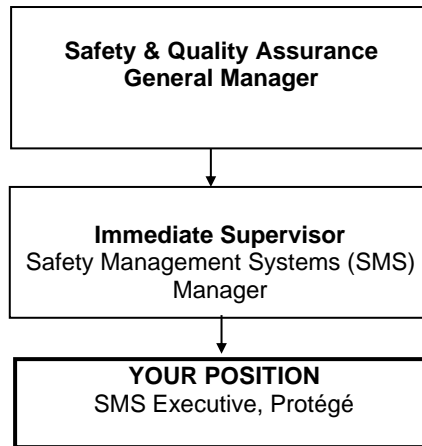 Safety & Quality Assurance
General Manager
Immediate Supervisor
Safety Management Systems (SMS)
Manager
YOUR POSITION
SMS Executive, Protégé